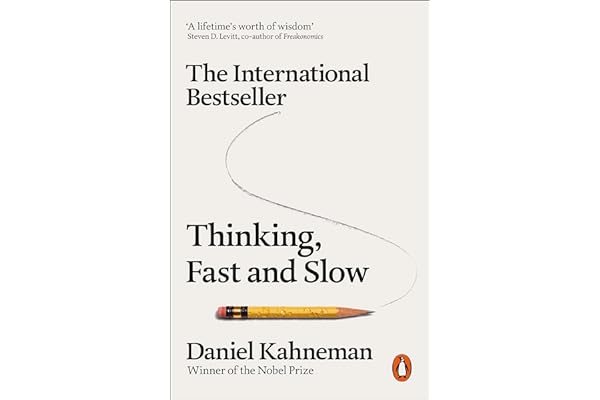 ‘A lifetime's worth of wisdom’
Steven D. Levitt, co-author of Freakonomics
The International
Bestseller
Thinking,
Fast and Slow
Daniel Kahneman
Winner of the Nobel Prize